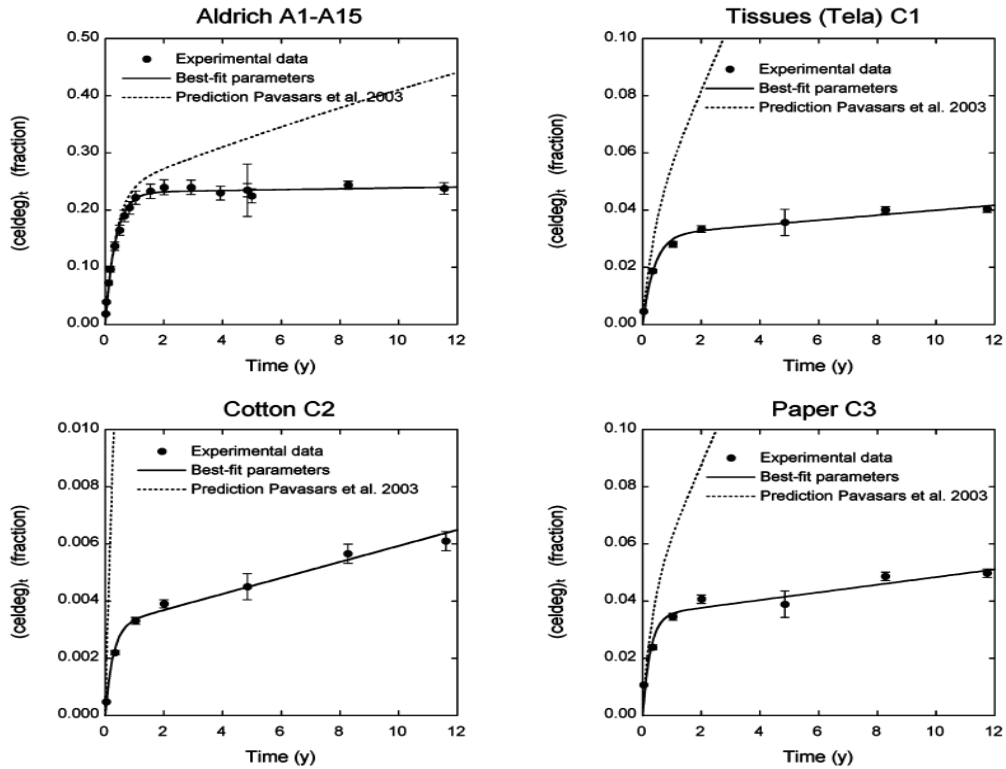 Aldrich A1-A15
0.50
0.40
0.30
0.20
0.10
0.00
(celdeg)t (fraction)
Experimental data
Best-fit parameters
Prediction Pavasars et al. 2003
0 2 4 6 8 10 12
Time (y)
Tissues (Tela) C1
0.10
0.08
0.06
0.04
0.02
0.00
(celdeg)t (fraction)
Experimental data
Best-fit parameters
Prediction Pavasars et al. 2003
0 2 4 6 8 10 12
Time (y)
Cotton C2
0.010
0.008
0.006
0.004
0.002
0.000
(celdeg)t (fraction)
Experimental data
Best-fit parameters
Prediction Pavasars et al. 2003
0 2 4 6 8 10 12
Time (y)
Paper C3
0.10
0.08
0.06
0.04
0.02
0.00
(celdeg)t (fraction)
Experimental data
Best-fit parameters
Prediction Pavasars et al. 2003
0 2 4 6 8 10 12
Time (y)